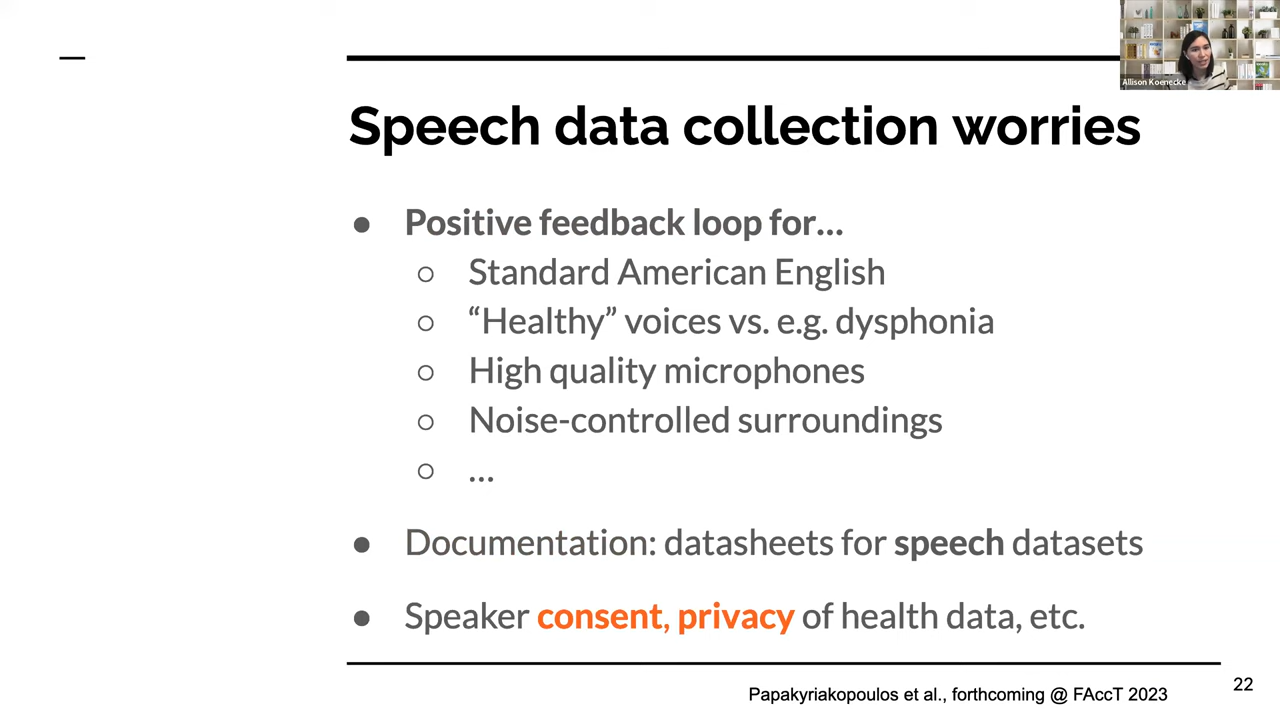 Allison Koenecke
Speech data collection worries
● Positive feedback loop for...
○ Standard American English
○ “Healthy” voices vs. e.g. dysphonia
○ High quality microphones
○ Noise-controlled surroundings
○ ...
● Documentation: datasheets for speech datasets
● Speaker consent, privacy of health data, etc.
Papakyriakopoulos et al., forthcoming @ FAccT 2023
22